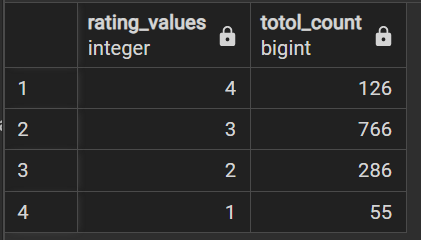 rating_values totol_count
integer bigint
1 4 126
2 3 766
3 2 286
4 1 55